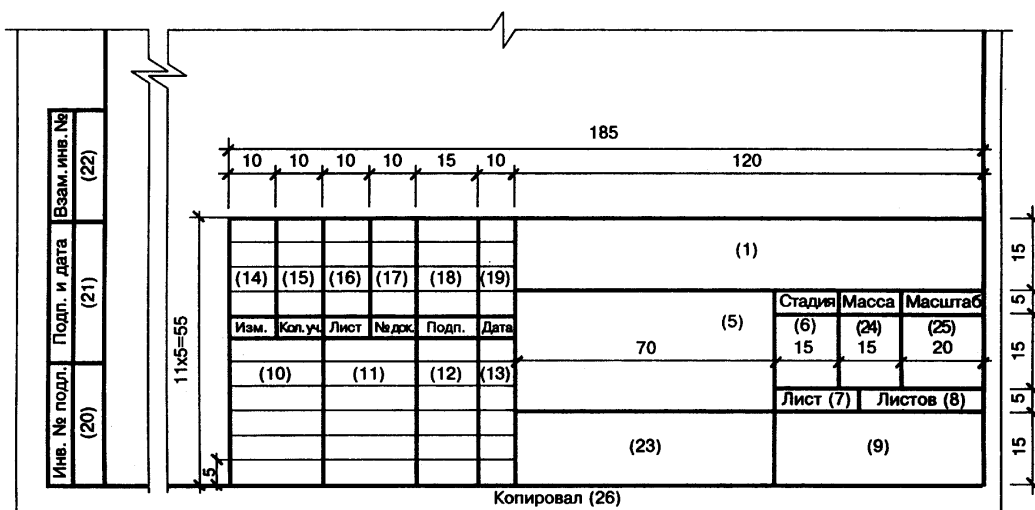 185
10 10 10 10 15 10 120
Взам. инв. №
(22)
Подп. и дата
(21)
Инв. № подл.
(20)
11x5=55
5
(1)
15
(14) (15) (16) (17) (18) (19)
Изм. Кол.уч. Лист №док. Подп. Дата
(10) (11) (12) (13)
(5)
70
Стадия Масса Масштаб
5
(6) (24) (25)
15 15 20
15
Лист (7) Листов (8)
5
(23) (9)
15
Копировал (26)